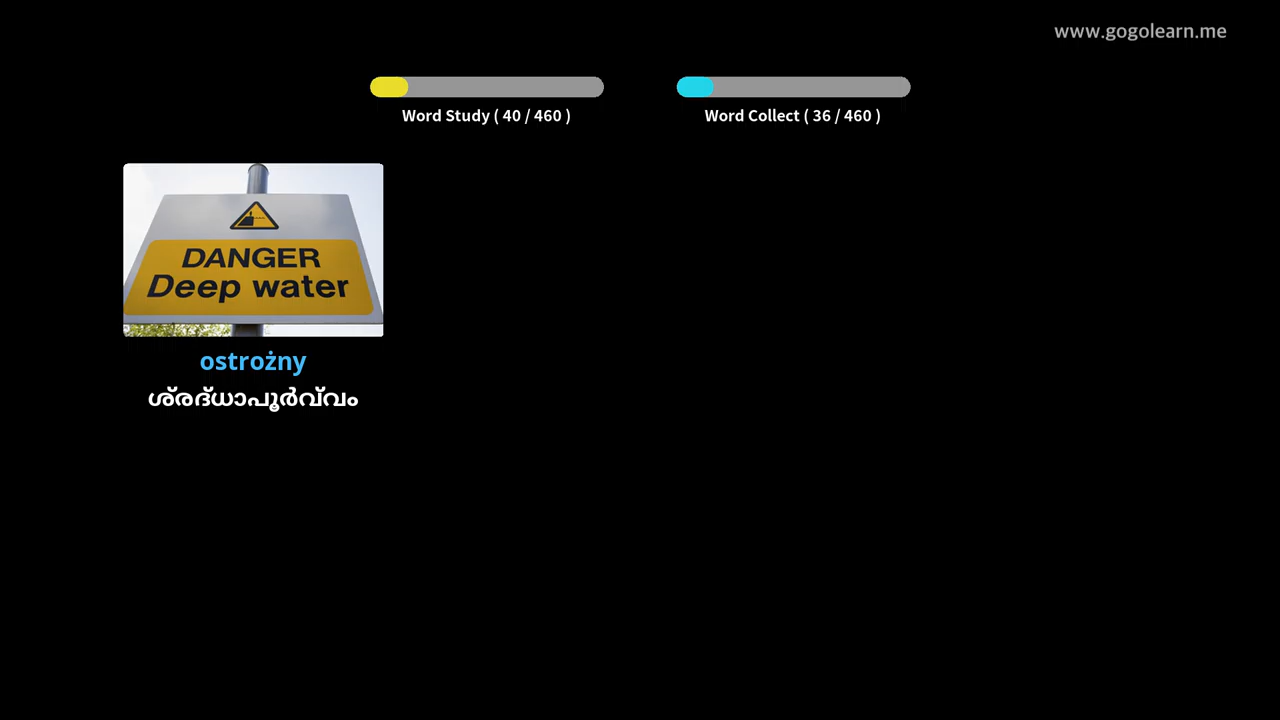 www.gogolearn.me
Word Study ( 40 / 460 )
Word Collect ( 36 / 460 )
DANGER
Deep water
ostrożny
ശ്രദ്ധാപൂർവ്വം